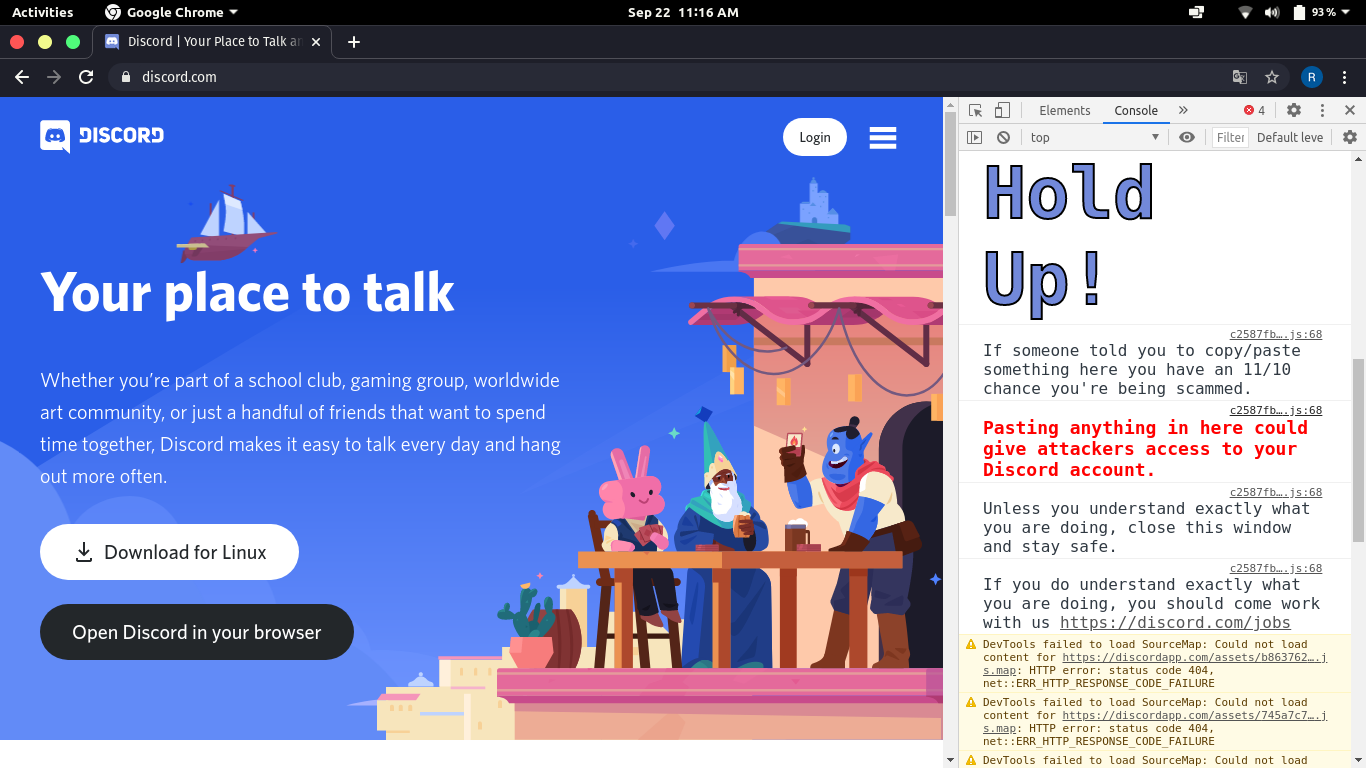 Activities
Google Chrome
Sep 22 11:16 AM
93 %
Discord | Your Place to Talk an
discord.com
R
DISCORD
Login
Your place to talk
Whether you’re part of a school club, gaming group, worldwide
art community, or just a handful of friends that want to spend
time together, Discord makes it easy to talk every day and hang
out more often.
Download for Linux
Open Discord in your browser
Elements
Console
4
top
Filter
Default leve
Hold
Up!
c2587fb….js:68
If someone told you to copy/paste
something here you have an 11/10
chance you're being scammed.
c2587fb….js:68
Pasting anything in here could
give attackers access to your
Discord account.
c2587fb….js:68
Unless you understand exactly what
you are doing, close this window
and stay safe.
c2587fb….js:68
If you do understand exactly what
you are doing, you should come work
with us https://discord.com/jobs
DevTools failed to load SourceMap: Could not load
content for https://discordapp.com/assets/b863762….j
s.map: HTTP error: status code 404,
net::ERR_HTTP_RESPONSE_CODE_FAILURE
DevTools failed to load SourceMap: Could not load
content for https://discordapp.com/assets/745a7c7….j
s.map: HTTP error: status code 404,
net::ERR_HTTP_RESPONSE_CODE_FAILURE
DevTools failed to load SourceMap: Could not load